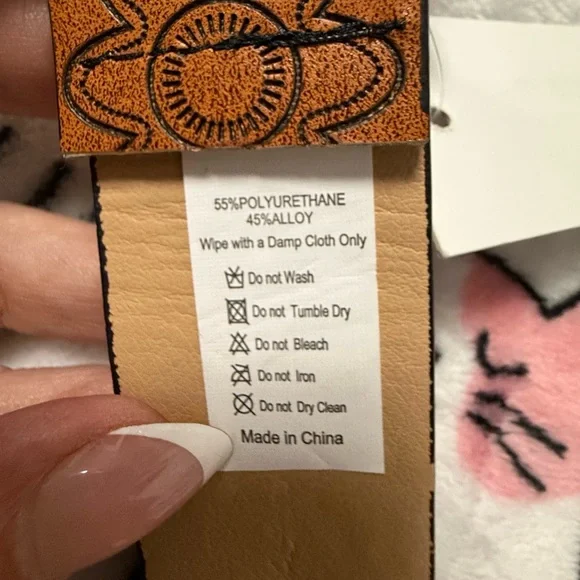 55%POLYURETHANE
45%ALLOY
Wipe with a Damp Cloth Only
Do not Wash
Do not Tumble Dry
Do not Bleach
Do not Iron
Do not Dry Clean
Made in China